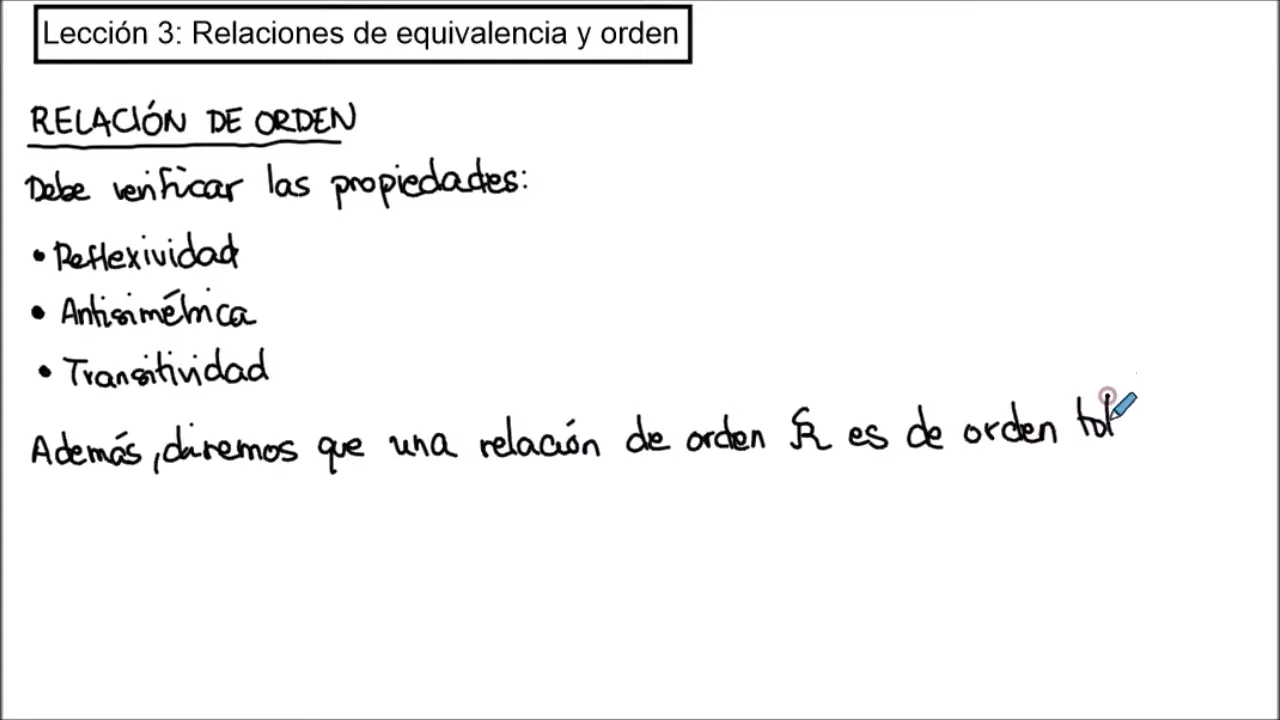 Lección 3: Relaciones de equivalencia y orden
RELACIÓN DE ORDEN
Debe verificar las propiedades:
• Reflexividad
• Antisimétrica
• Transitividad
Además, diremos que una relación de orden ℛ es de orden tot